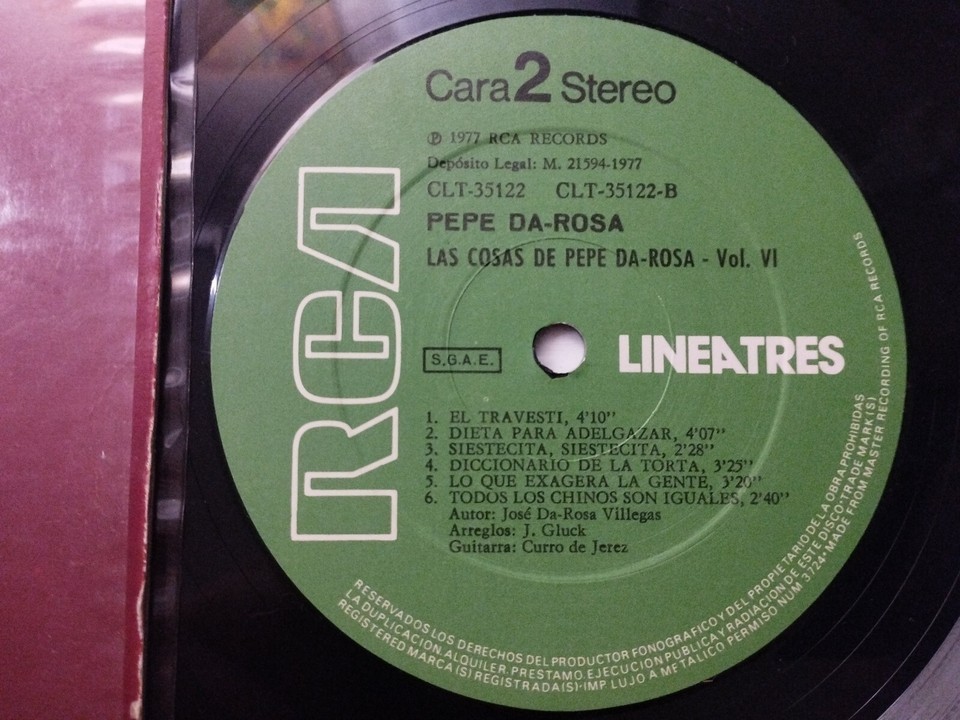 Cara 2 Stereo
℗ 1977 RCA RECORDS
Depósito Legal: M. 21594-1977
CLT-35122 CLT-35122-B
PEPE DA-ROSA
LAS COSAS DE PEPE DA-ROSA - Vol. VI
RCA
S.G.A.E.
LINEATRES
1. EL TRAVESTI, 4'10''
2. DIETA PARA ADELGAZAR, 4'07''
3. SIESTECITA, SIESTECITA, 2'28''
4. DICCIONARIO DE LA TORTA, 3'25''
5. LO QUE EXAGERA LA GENTE, 3'20''
6. TODOS LOS CHINOS SON IGUALES, 2'40''
Autor: José Da-Rosa Villegas
Arreglos: J. Gluck
Guitarra: Curro de Jerez
RESERVADOS LOS DERECHOS DEL PRODUCTOR FONOGRAFICO Y DEL PROPIETARIO DE LA OBRA. PROHIBIDAS
LA DUPLICACION. ALQUILER. PRESTAMO. EJECUCION PUBLICA Y RADIACION DE ESTE DISCO·TRADE MARK(S)
REGISTERED MARCA(S) REGISTRADA(S)·IMP LUJO A METALICO PERMISO NUM 3.724·MADE FROM MASTER RECORDING OF RCA RECORDS